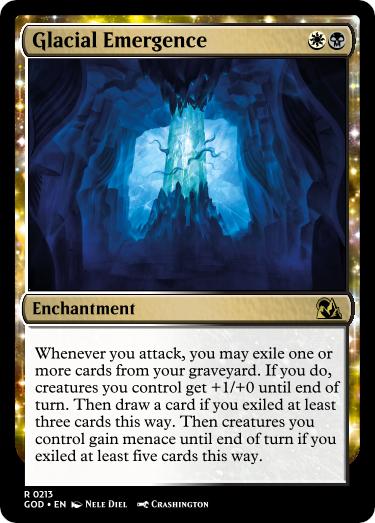 Glacial Emergence
Enchantment
Whenever you attack, you may exile one or
more cards from your graveyard. If you do,
creatures you control get +1/+0 until end of
turn. Then draw a card if you exiled at least
three cards this way. Then creatures you
control gain menace until end of turn if you
exiled at least five cards this way.
R 0213
GOD • EN Nele Diel Crashington